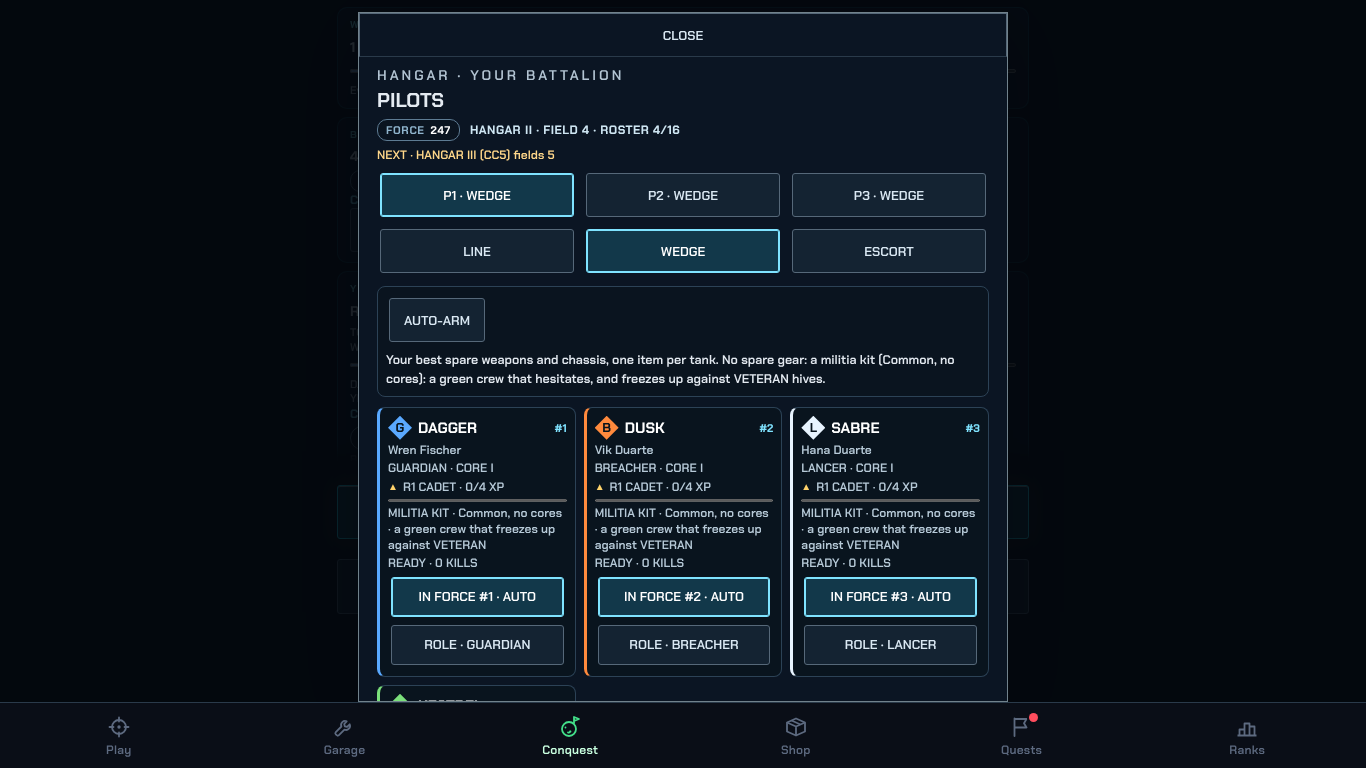 CLOSE
HANGAR · YOUR BATTALION
PILOTS
FORCE 247 HANGAR II · FIELD 4 · ROSTER 4/16
NEXT · HANGAR III (CC5) fields 5
P1 · WEDGE P2 · WEDGE P3 · WEDGE
LINE WEDGE ESCORT
AUTO-ARM
Your best spare weapons and chassis, one item per tank. No spare gear: a militia kit (Common, no
cores): a green crew that hesitates, and freezes up against VETERAN hives.
G DAGGER #1
Wren Fischer
GUARDIAN · CORE I
▲ R1 CADET · 0/4 XP
MILITIA KIT · Common, no cores
· a green crew that freezes up
against VETERAN
READY · 0 KILLS
IN FORCE #1 · AUTO
ROLE · GUARDIAN
B DUSK #2
Vik Duarte
BREACHER · CORE I
▲ R1 CADET · 0/4 XP
MILITIA KIT · Common, no cores
· a green crew that freezes up
against VETERAN
READY · 0 KILLS
IN FORCE #2 · AUTO
ROLE · BREACHER
L SABRE #3
Hana Duarte
LANCER · CORE I
▲ R1 CADET · 0/4 XP
MILITIA KIT · Common, no cores
· a green crew that freezes up
against VETERAN
READY · 0 KILLS
IN FORCE #3 · AUTO
ROLE · LANCER
Play Garage Conquest Shop Quests Ranks